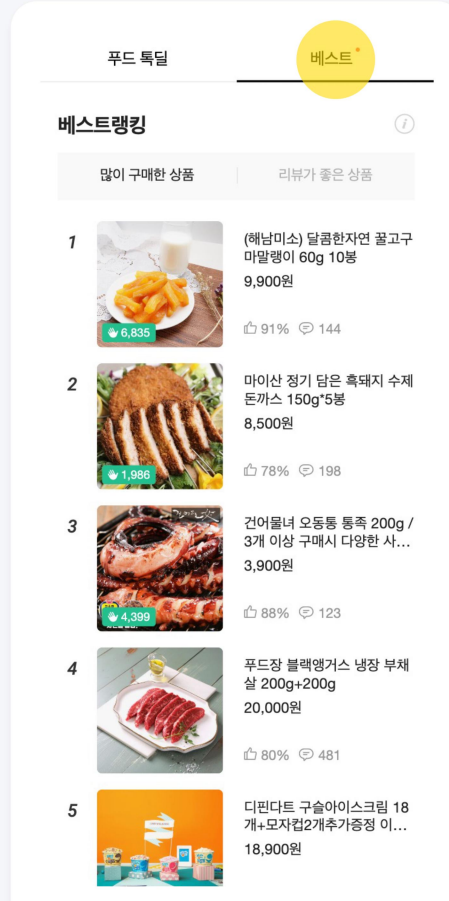 푸드 톡딜
베스트
베스트랭킹
많이 구매한 상품
리뷰가 좋은 상품
1
(해남미소) 달콤한자연 꿀고구
마말랭이 60g 10봉
9,900원
6,835
91% 144
2
마이산 정기 담은 흑돼지 수제
돈까스 150g*5봉
8,500원
1,986
78% 198
3
건어물녀 오동통 통족 200g /
3개 이상 구매시 다양한 사...
3,900원
4,399
88% 123
4
푸드장 블랙앵거스 냉장 부채
살 200g+200g
20,000원
80% 481
5
디핀다트 구슬아이스크림 18
개+모자컵2개추가증정 이...
18,900원